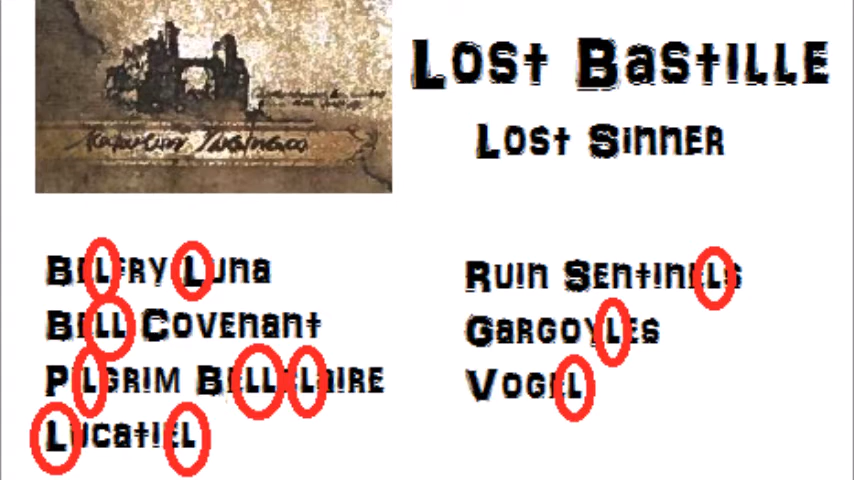 Lost Bastille
Lost Sinner
Belfry Luna
Bell Covenant
Pilgrim Bellclaire
Lucatiel
Ruin Sentinels
Gargoyles
Vogel